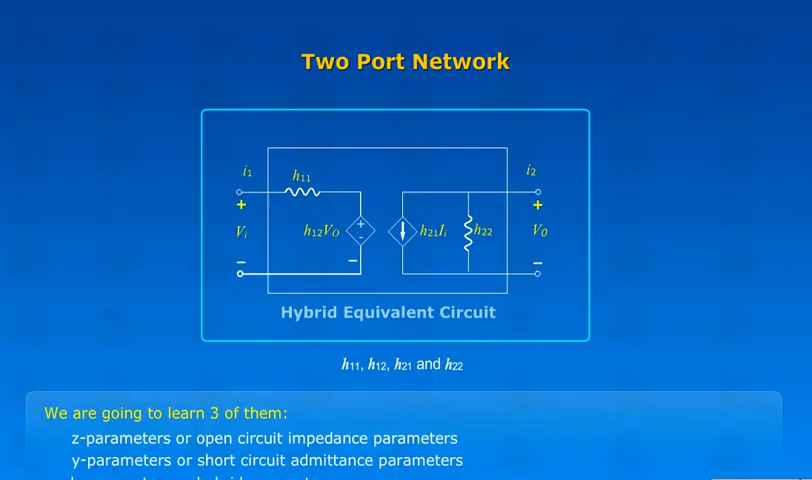 Two Port Network
i1 h11 i2
+ +
Vi h12VO + - h21Ii h22 V0
− − −
Hybrid Equivalent Circuit
h11, h12, h21 and h22
We are going to learn 3 of them:
z-parameters or open circuit impedance parameters
y-parameters or short circuit admittance parameters